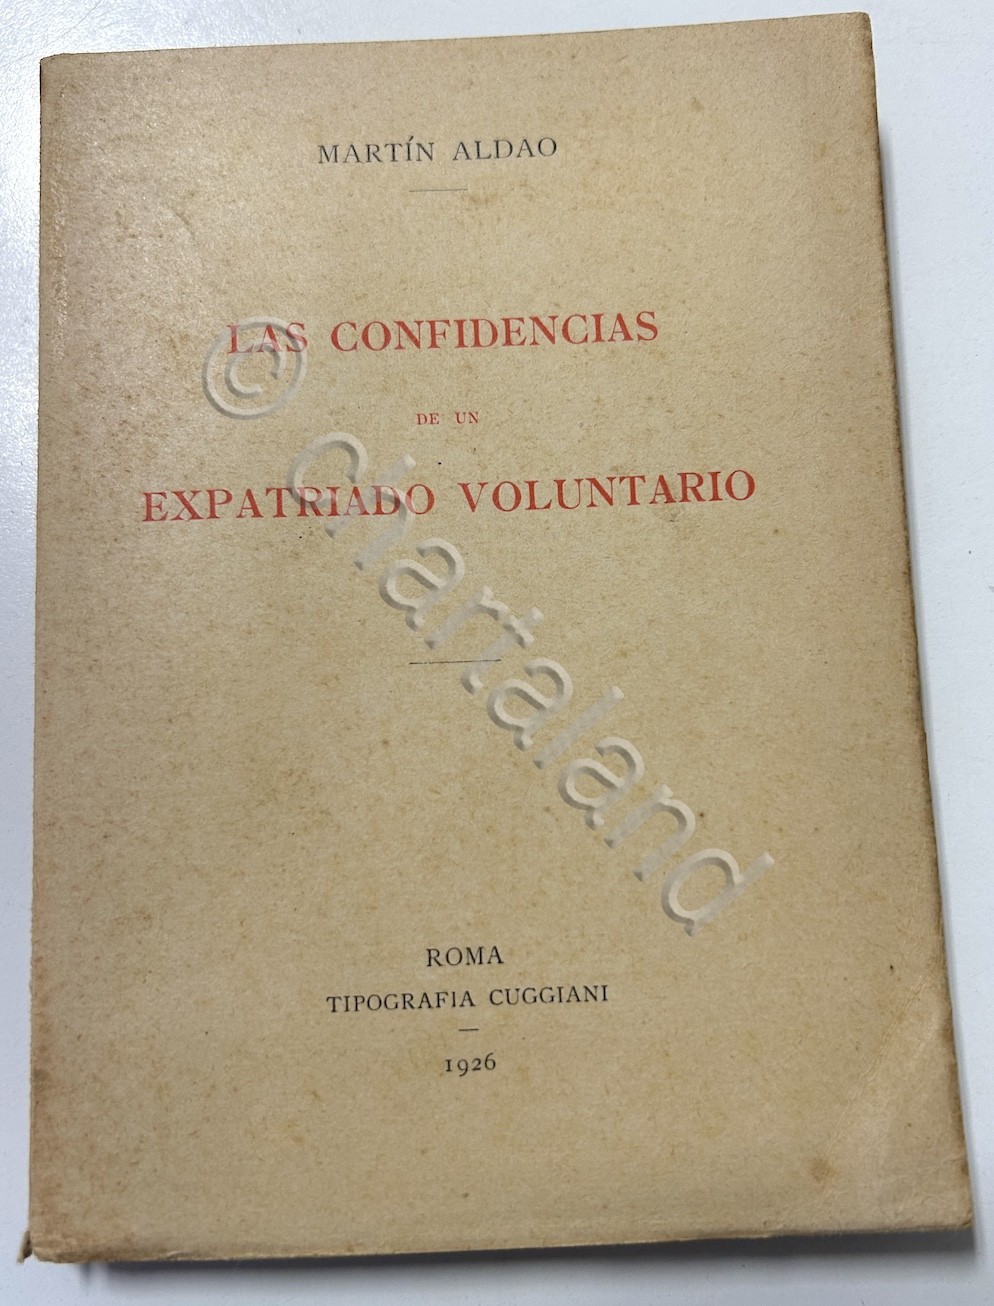 MARTÍN ALDAO
LAS CONFIDENCIAS
DE UN
EXPATRIADO VOLUNTARIO
ROMA
TIPOGRAFIA CUGGIANI
1926
© chartaland